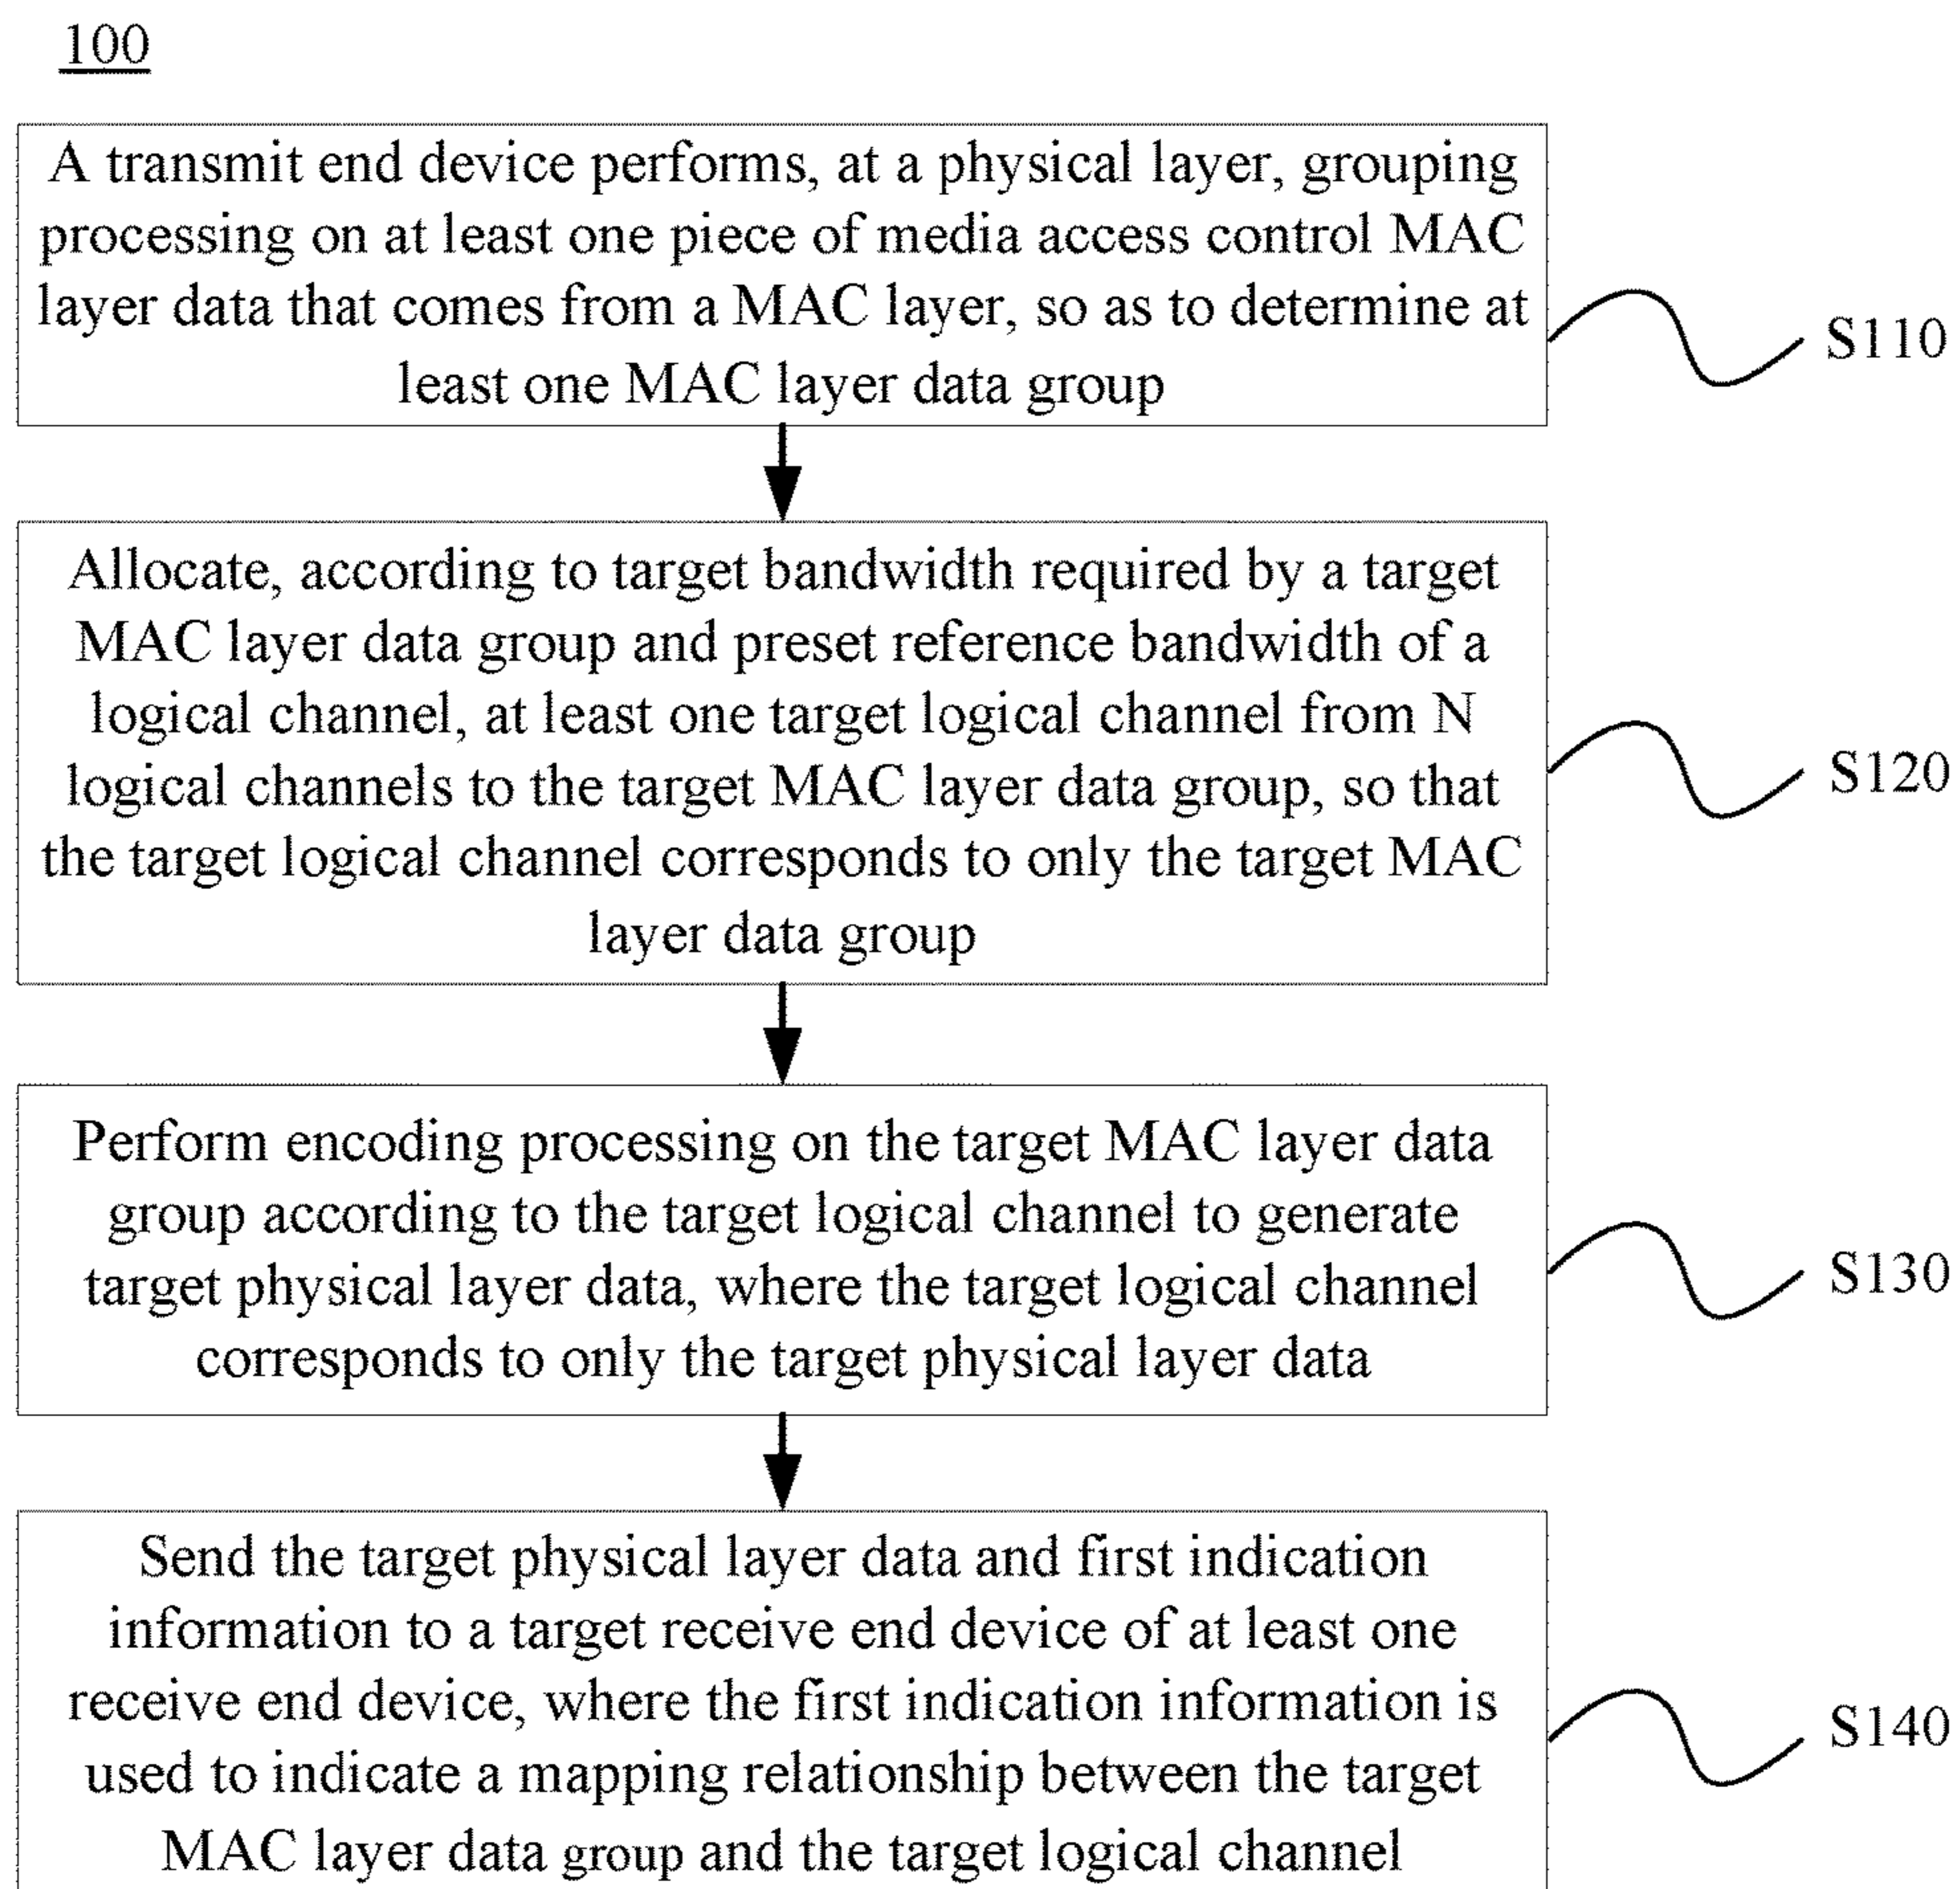 100
A transmit end device performs, at a physical layer, grouping
processing on at least one piece of media access control MAC
layer data that comes from a MAC layer, so as to determine at
least one MAC layer data group
S110
Allocate, according to target bandwidth required by a target
MAC layer data group and preset reference bandwidth of a
logical channel, at least one target logical channel from N
logical channels to the target MAC layer data group, so that
the target logical channel corresponds to only the target MAC
layer data group
S120
Perform encoding processing on the target MAC layer data
group according to the target logical channel to generate
target physical layer data, where the target logical channel
corresponds to only the target physical layer data
S130
Send the target physical layer data and first indication
information to a target receive end device of at least one
receive end device, where the first indication information is
used to indicate a mapping relationship between the target
MAC layer data group and the target logical channel
S140